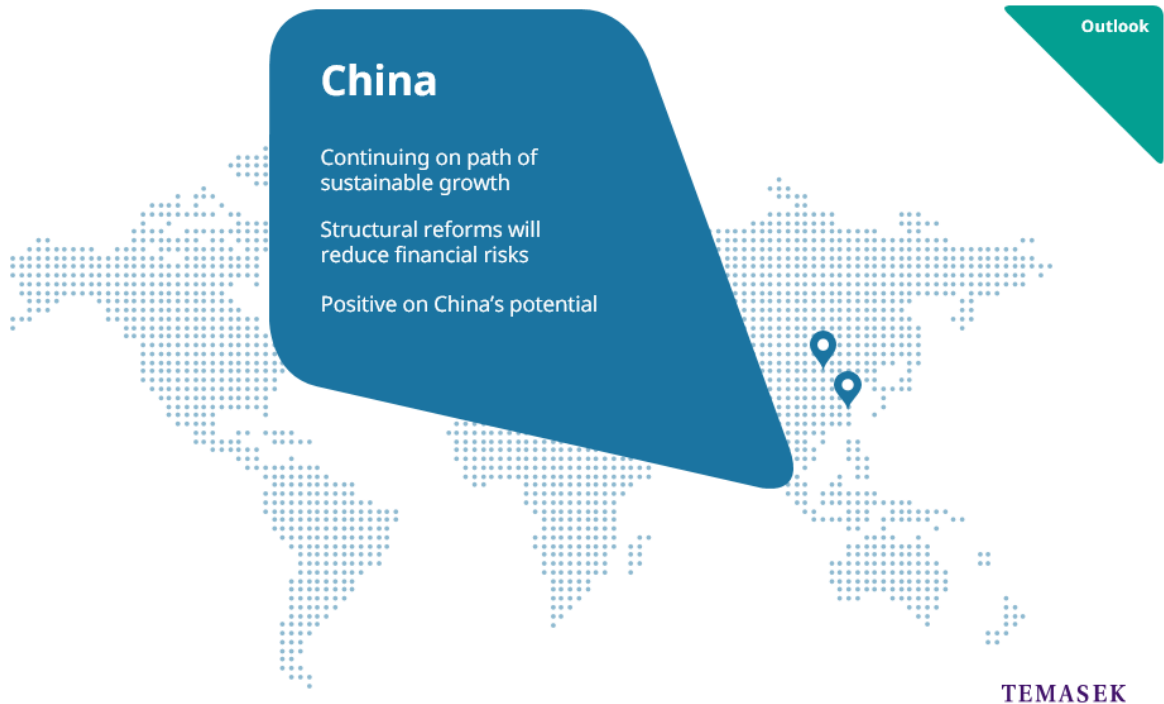 Outlook
China
Continuing on path of
sustainable growth
Structural reforms will
reduce financial risks
Positive on China’s potential
TEMASEK